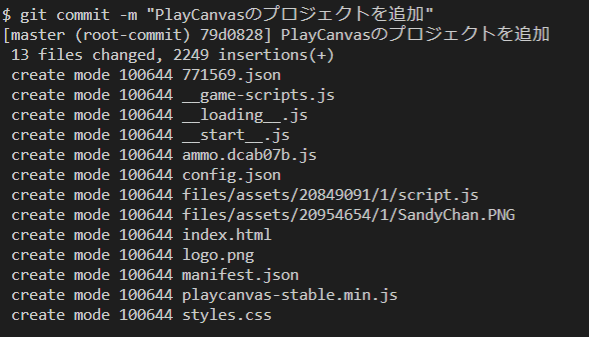 $ git commit -m "PlayCanvasのプロジェクトを追加"
[master (root-commit) 79d0828] PlayCanvasのプロジェクトを追加
13 files changed, 2249 insertions(+)
create mode 100644 771569.json
create mode 100644 __game-scripts.js
create mode 100644 __loading__.js
create mode 100644 __start__.js
create mode 100644 ammo.dcab07b.js
create mode 100644 config.json
create mode 100644 files/assets/20849091/1/script.js
create mode 100644 files/assets/20954654/1/SandyChan.PNG
create mode 100644 index.html
create mode 100644 logo.png
create mode 100644 manifest.json
create mode 100644 playcanvas-stable.min.js
create mode 100644 styles.css